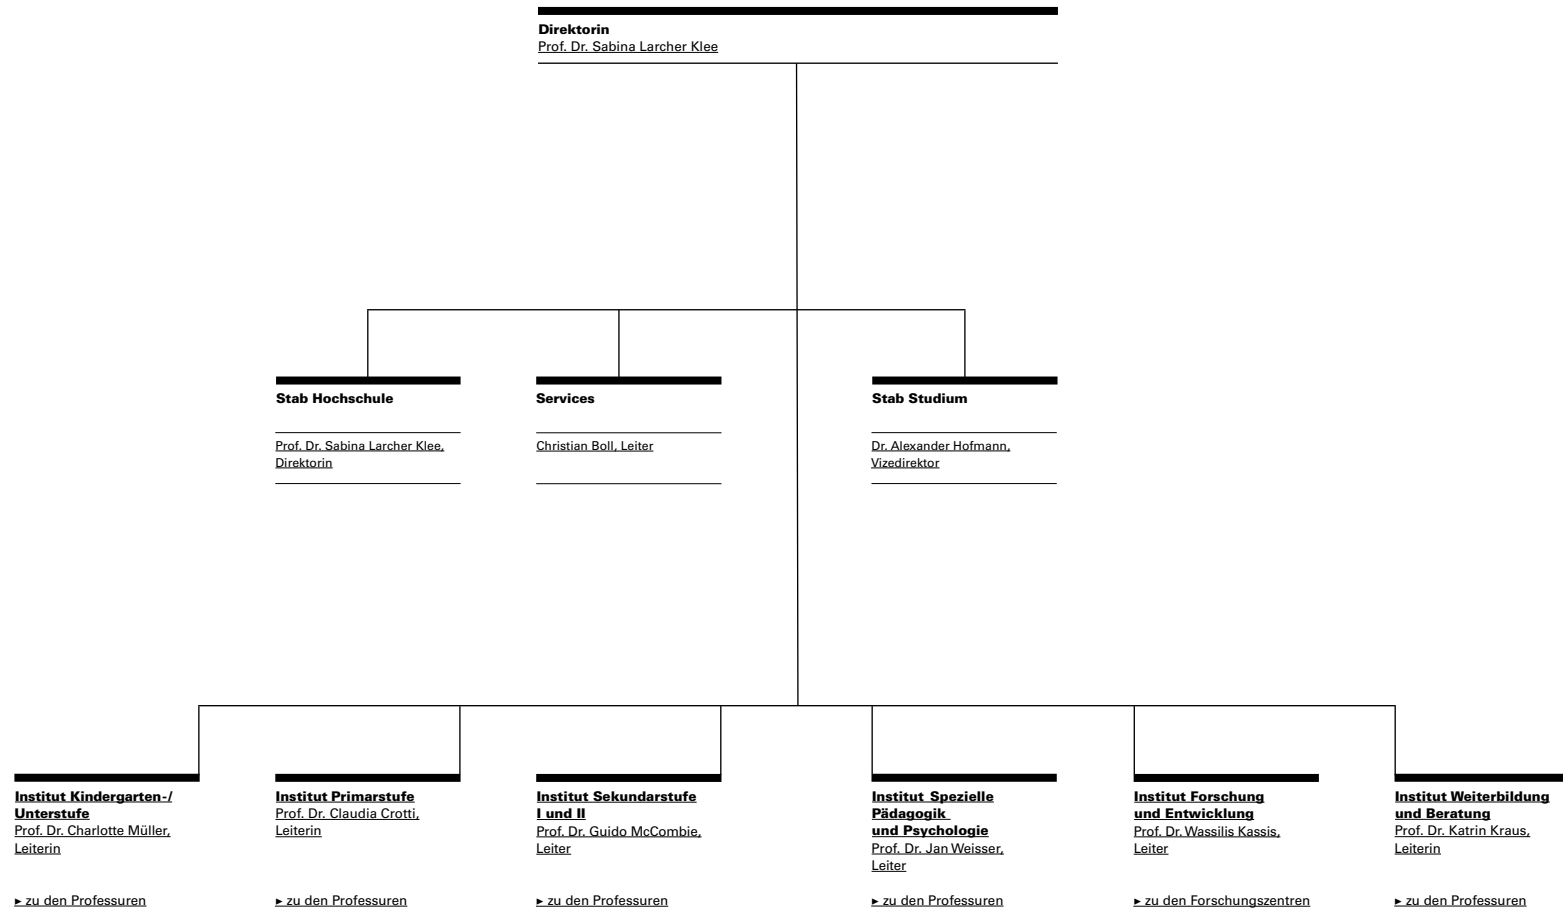 Direktorin
Prof. Dr. Sabina Larcher Klee
Stab Hochschule
Prof. Dr. Sabina Larcher Klee,
Direktorin
Services
Christian Boll, Leiter
Stab Studium
Dr. Alexander Hofmann,
Vizedirektor
Institut Kindergarten-/
Unterstufe
Prof. Dr. Charlotte Müller,
Leiterin
▸ zu den Professuren
Institut Primarstufe
Prof. Dr. Claudia Crotti,
Leiterin
▸ zu den Professuren
Institut Sekundarstufe
I und II
Prof. Dr. Guido McCombie,
Leiter
▸ zu den Professuren
Institut Spezielle
Pädagogik
und Psychologie
Prof. Dr. Jan Weisser,
Leiter
▸ zu den Professuren
Institut Forschung
und Entwicklung
Prof. Dr. Wassilis Kassis,
Leiter
▸ zu den Forschungszentren
Institut Weiterbildung
und Beratung
Prof. Dr. Katrin Kraus,
Leiterin
▸ zu den Professuren